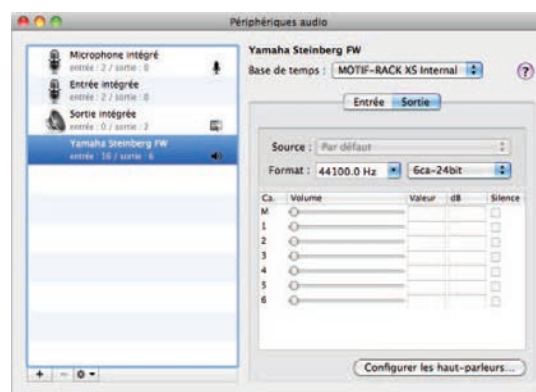 Périphériques audio
Microphone intégré
entrée : 2 / sortie : 0
Entrée intégrée
entrée : 2 / sortie : 0
Sortie intégrée
entrée : 0 / sortie : 2
Yamaha Steinberg FW
entrée : 16 / sortie : 6
Yamaha Steinberg FW
Base de temps : MOTIF-RACK XS Internal ?
Entrée Sortie
Source : Par défaut
Format : 44100.0 Hz 6ca-24bit
Ca. Volume Valeur dB Silence
M
1
2
3
4
5
6
+ −
Configurer les haut-parleurs...